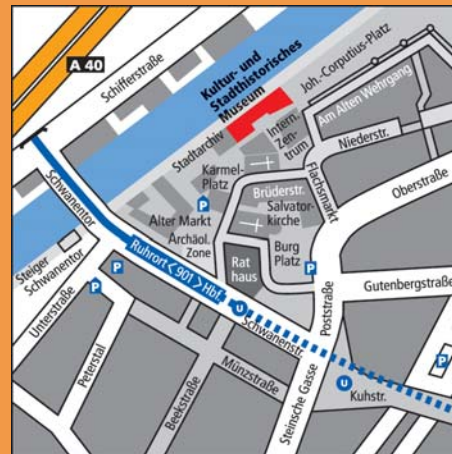 A 40
Schifferstraße
Kultur- und
Stadthistorisches
Museum
Stadtarchiv
Joh.-Corputius-Platz
Intern.
Zen-
trum
Am Alten Wehrgang
Niederstr.
Karmel-
Platz
P
Brüderstr.
Flachsmarkt
Oberstraße
Schwanentor
Alter Markt
Salvator-
kirche
Archäol.
Zone
Burg
Platz
Rat
haus
P
Steiger
Schwanentor
P
P
Ruhrort <901> Hbf.
U
Gutenbergstraße
Unterstraße
Peterstal
Schwanenstr.
Poststraße
Münzstraße
Beekstraße
Steinsche Gasse
U
Kuhstr.
P